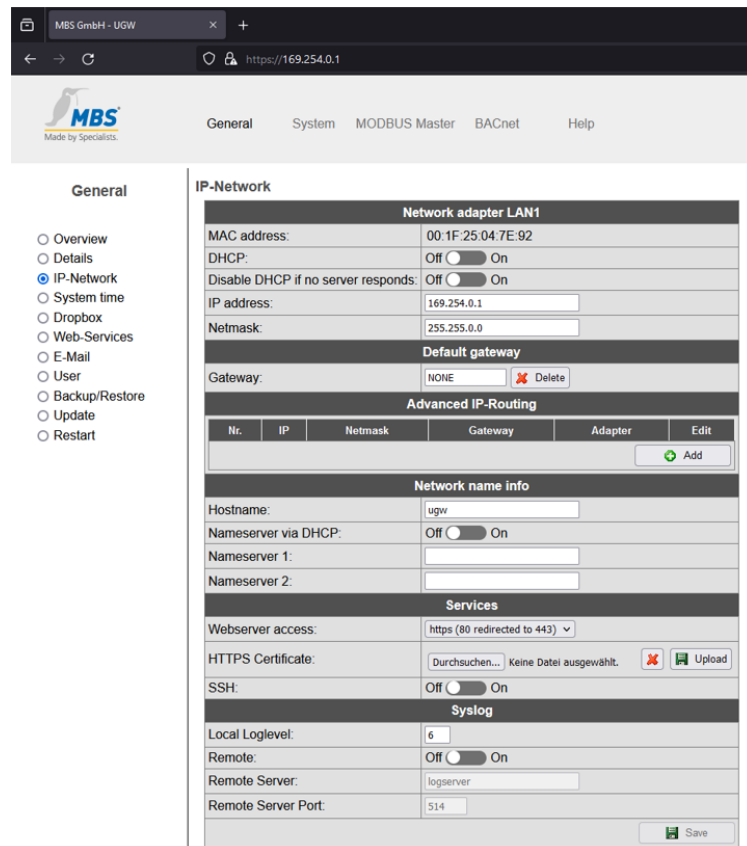 MBS GmbH - UGW
https://169.254.0.1
MBS
Made by Specialists.
General System MODBUS Master BACnet Help
General
Overview
Details
IP-Network
System time
Dropbox
Web-Services
E-Mail
User
Backup/Restore
Update
Restart
IP-Network
Network adapter LAN1
MAC address: 00:1F:25:04:7E:92
DHCP: Off On
Disable DHCP if no server responds: Off On
IP address: 169.254.0.1
Netmask: 255.255.0.0
Default gateway
Gateway: NONE Delete
Advanced IP-Routing
Nr. IP Netmask Gateway Adapter Edit
Add
Network name info
Hostname: ugw
Nameserver via DHCP: Off On
Nameserver 1:
Nameserver 2:
Services
Webserver access: https (80 redirected to 443)
HTTPS Certificate: Durchsuchen... Keine Datei ausgewählt. Upload
SSH: Off On
Syslog
Local Loglevel: 6
Remote: Off On
Remote Server: logserver
Remote Server Port: 514
Save